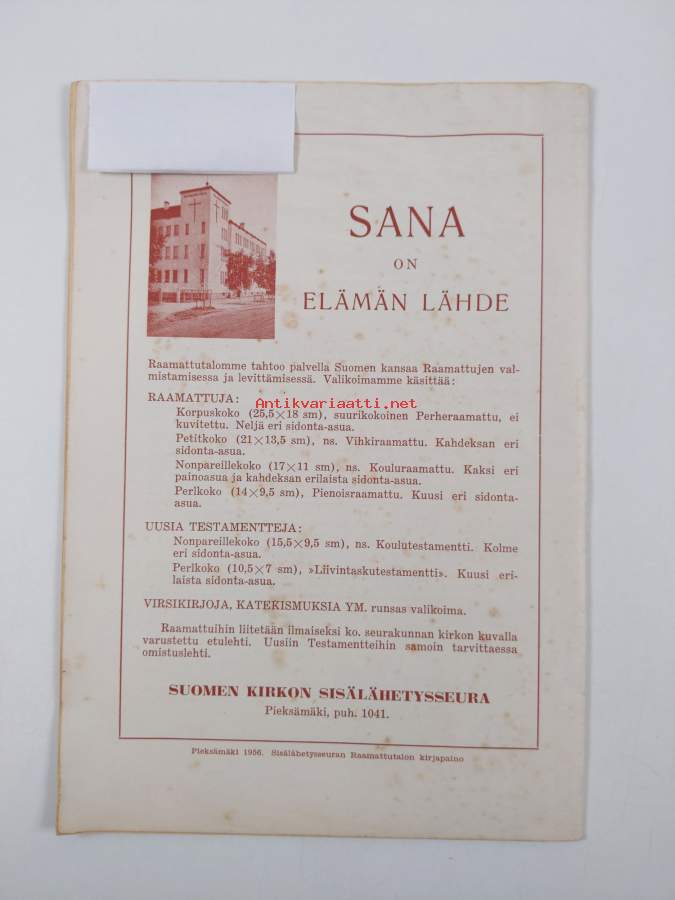 SANA
ON
ELÄMÄN LÄHDE
Raamattutalomme tahtoo palvella Suomen kansaa Raamattujen val-
mistamisessa ja levittämisessä. Valikoimamme käsittää:
Antikvariaatti.net
RAAMATTUJA:
Korpuskoko (25,5×18 sm), suurikokoinen Perheraamattu, ei
kuvitettu. Neljä eri sidonta-asua.
Petitkoko (21×13,5 sm), ns. Vihkiraamattu. Kahdeksan eri
sidonta-asua.
Nonpareillekoko (17×11 sm), ns. Kouluraamattu. Kaksi eri
painoasua ja kahdeksan erilaista sidonta-asua.
Perlkoko (14×9,5 sm), Pienoisraamattu. Kuusi eri sidonta-
asua.
UUSIA TESTAMENTTEJA:
Nonpareillekoko (15,5×9,5 sm), ns. Koulutestamentti. Kolme
eri sidonta-asua.
Perlkoko (10,5×7 sm), »Liivintaskutestamentti». Kuusi eri-
laista sidonta-asua.
VIRSIKIRJOJA, KATEKISMUKSIA YM. runsas valikoima.
Raamattuihin liitetään ilmaiseksi ko. seurakunnan kirkon kuvalla
varustettu etulehti. Uusiin Testamentteihin samoin tarvittaessa
omistuslehti.
SUOMEN KIRKON SISÄLÄHETYSSEURA
Pieksämäki, puh. 1041.
Pieksämäki 1956. Sisälähetysseuran Raamattutalon kirjapaino